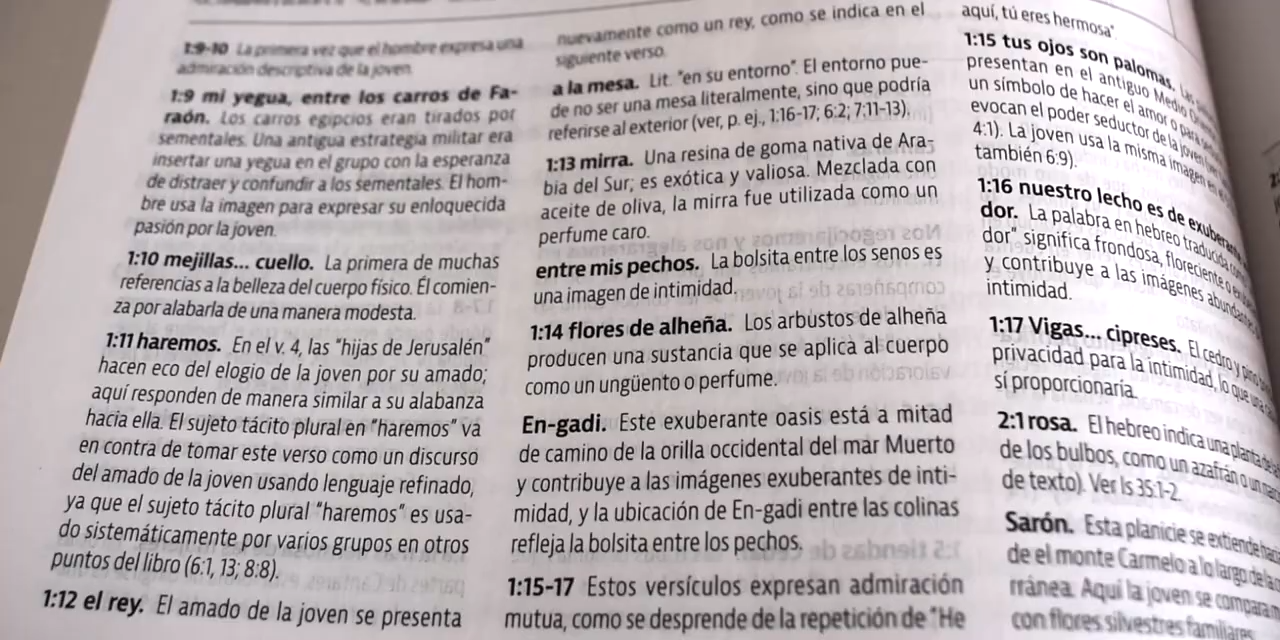 1:9-10 La primera vez que el hombre expresa una
admiración descriptiva de la joven.
1:9 mi yegua, entre los carros de Fa-
raón. Los carros egipcios eran tirados por
sementales. Una antigua estrategia militar era
insertar una yegua en el grupo con la esperanza
de distraer y confundir a los sementales. El hom-
bre usa la imagen para expresar su enloquecida
pasión por la joven.
1:10 mejillas... cuello. La primera de muchas
referencias a la belleza del cuerpo físico. Él comien-
za por alabarla de una manera modesta.
1:11 haremos. En el v. 4, las "hijas de Jerusalén"
hacen eco del elogio de la joven por su amado;
aquí responden de manera similar a su alabanza
hacia ella. El sujeto tácito plural en "haremos" va
en contra de tomar este verso como un discurso
del amado de la joven usando lenguaje refinado,
ya que el sujeto tácito plural "haremos" es usa-
do sistemáticamente por varios grupos en otros
puntos del libro (6:1, 13; 8:8).
1:12 el rey. El amado de la joven se presenta
nuevamente como un rey, como se indica en el
siguiente verso.
a la mesa. Lit. "en su entorno". El entorno pue-
de no ser una mesa literalmente, sino que podría
referirse al exterior (ver, p. ej., 1:16-17; 6:2; 7:11-13).
1:13 mirra. Una resina de goma nativa de Ara-
bia del Sur; es exótica y valiosa. Mezclada con
aceite de oliva, la mirra fue utilizada como un
perfume caro.
entre mis pechos. La bolsita entre los senos es
una imagen de intimidad.
1:14 flores de alheña. Los arbustos de alheña
producen una sustancia que se aplica al cuerpo
como un ungüento o perfume.
En-gadi. Este exuberante oasis está a mitad
de camino de la orilla occidental del mar Muerto
y contribuye a las imágenes exuberantes de inti-
midad, y la ubicación de En-gadi entre las colinas
refleja la bolsita entre los pechos.
1:15-17 Estos versículos expresan admiración
mutua, como se desprende de la repetición de "He
aquí, tú eres hermosa".
1:15 tus ojos son palomas. Las
presentan en el antiguo Medio
un símbolo de hacer el amor o para
evocan el poder seductor de la joven (ver
4:1). La joven usa la misma imagen en
también 6:9).
1:16 nuestro lecho es de
dor. La palabra en hebreo traducida como
dor" significa frondosa, floreciente o
y contribuye a las imágenes
intimidad.
1:17 Vigas... cipreses. El cedro y
privacidad para la intimidad, lo que una
sí proporcionaría.
2:1 rosa. El hebreo indica una planta de
de los bulbos, como un azafrán o un
de texto). Ver Is 35:1-2.
Sarón. Esta planicie se extiende
de el monte Carmelo a lo largo de la
rránea. Aquí la joven se compara
con flores silvestres familiares